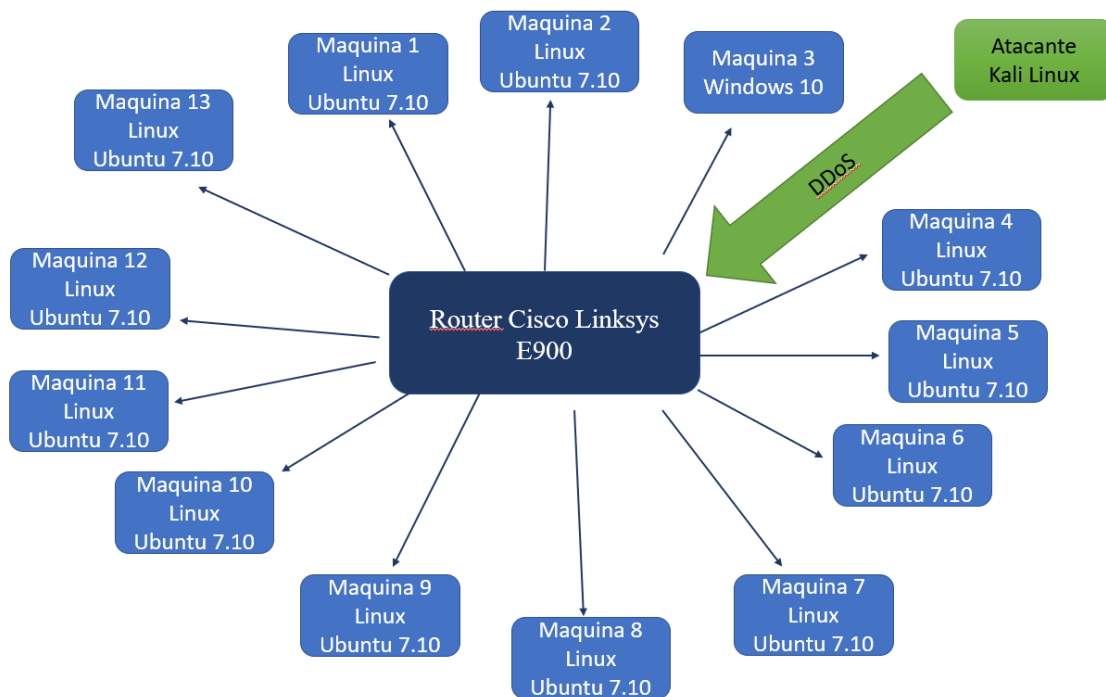 Maquina 1
Linux
Ubuntu 7.10
Maquina 2
Linux
Ubuntu 7.10
Maquina 3
Windows 10
Atacante
Kali Linux
DDoS
Maquina 13
Linux
Ubuntu 7.10
Maquina 4
Linux
Ubuntu 7.10
Maquina 12
Linux
Ubuntu 7.10
Router Cisco Linksys
E900
Maquina 5
Linux
Ubuntu 7.10
Maquina 11
Linux
Ubuntu 7.10
Maquina 6
Linux
Ubuntu 7.10
Maquina 10
Linux
Ubuntu 7.10
Maquina 9
Linux
Ubuntu 7.10
Maquina 8
Linux
Ubuntu 7.10
Maquina 7
Linux
Ubuntu 7.10